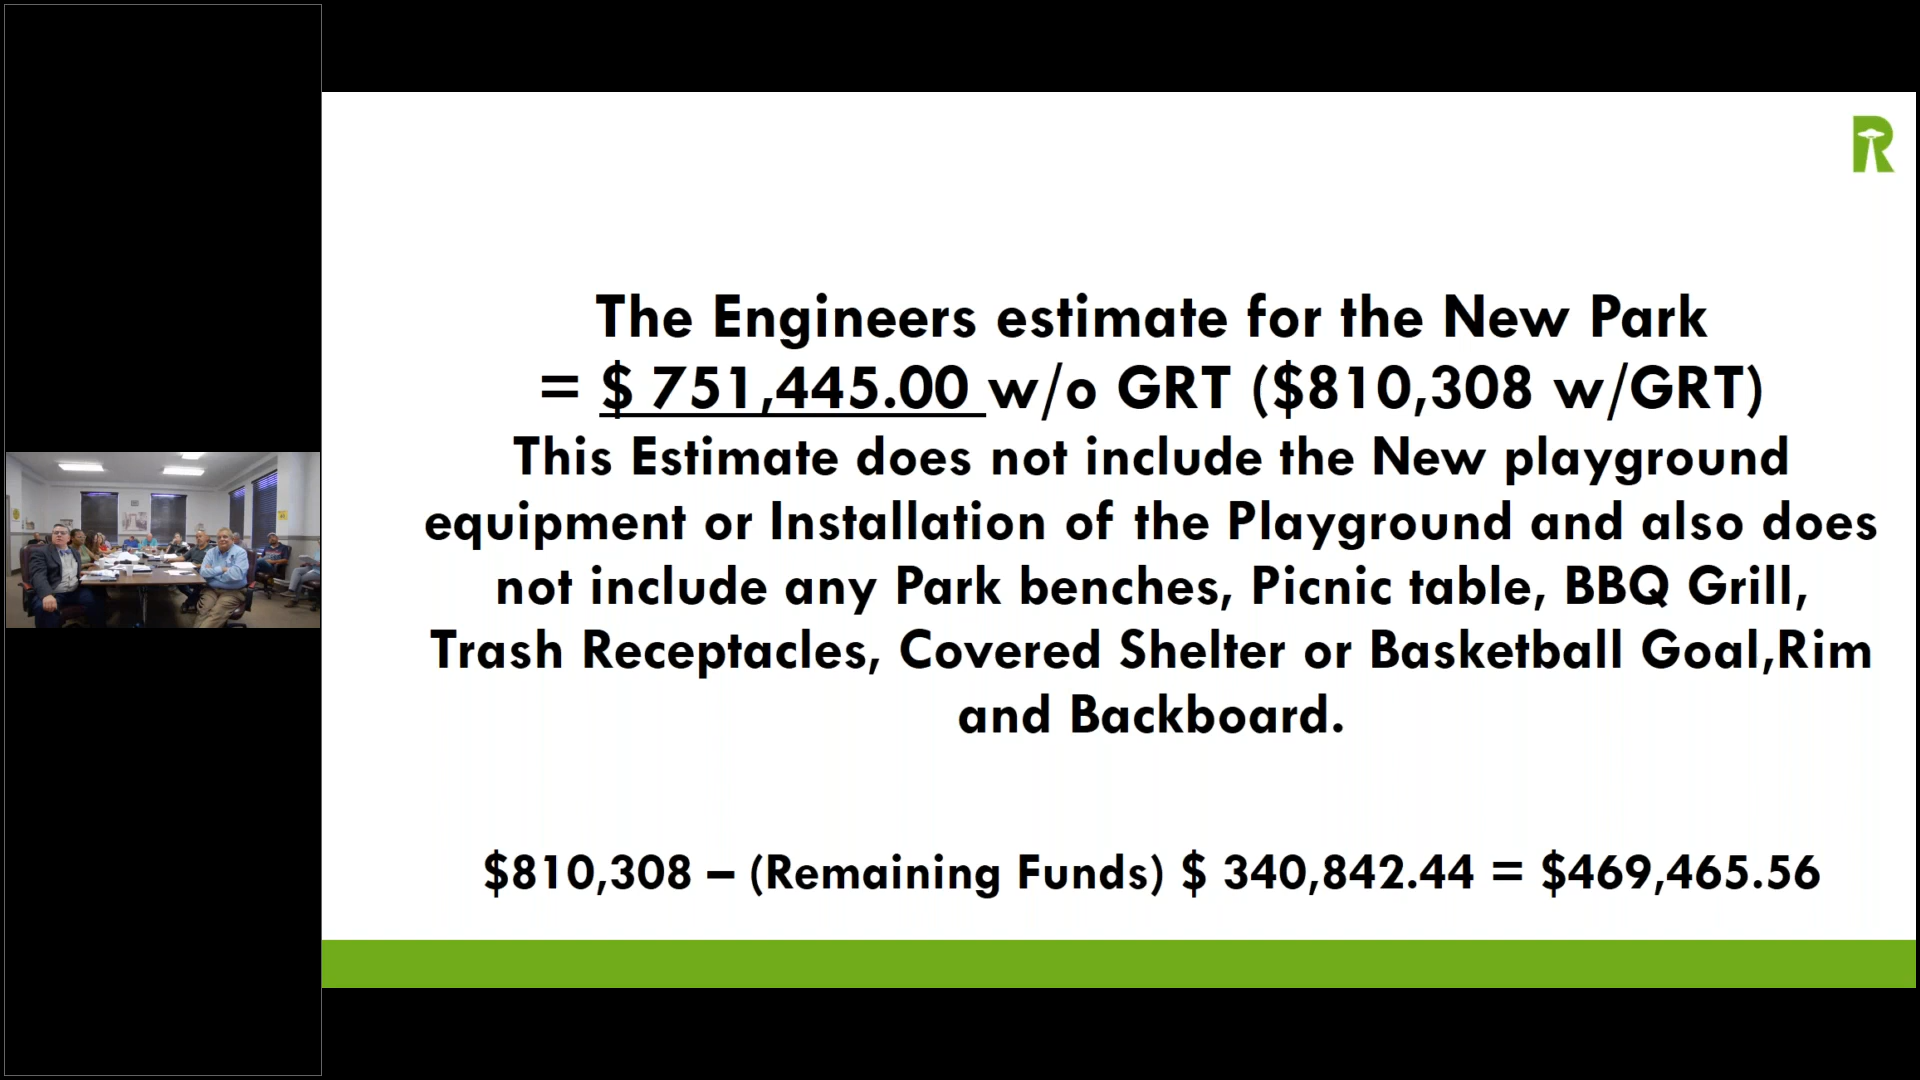 R
The Engineers estimate for the New Park
= $ 751,445.00 w/o GRT ($810,308 w/GRT)
This Estimate does not include the New playground
equipment or Installation of the Playground and also does
not include any Park benches, Picnic table, BBQ Grill,
Trash Receptacles, Covered Shelter or Basketball Goal,Rim
and Backboard.
$810,308 – (Remaining Funds) $ 340,842.44 = $469,465.56